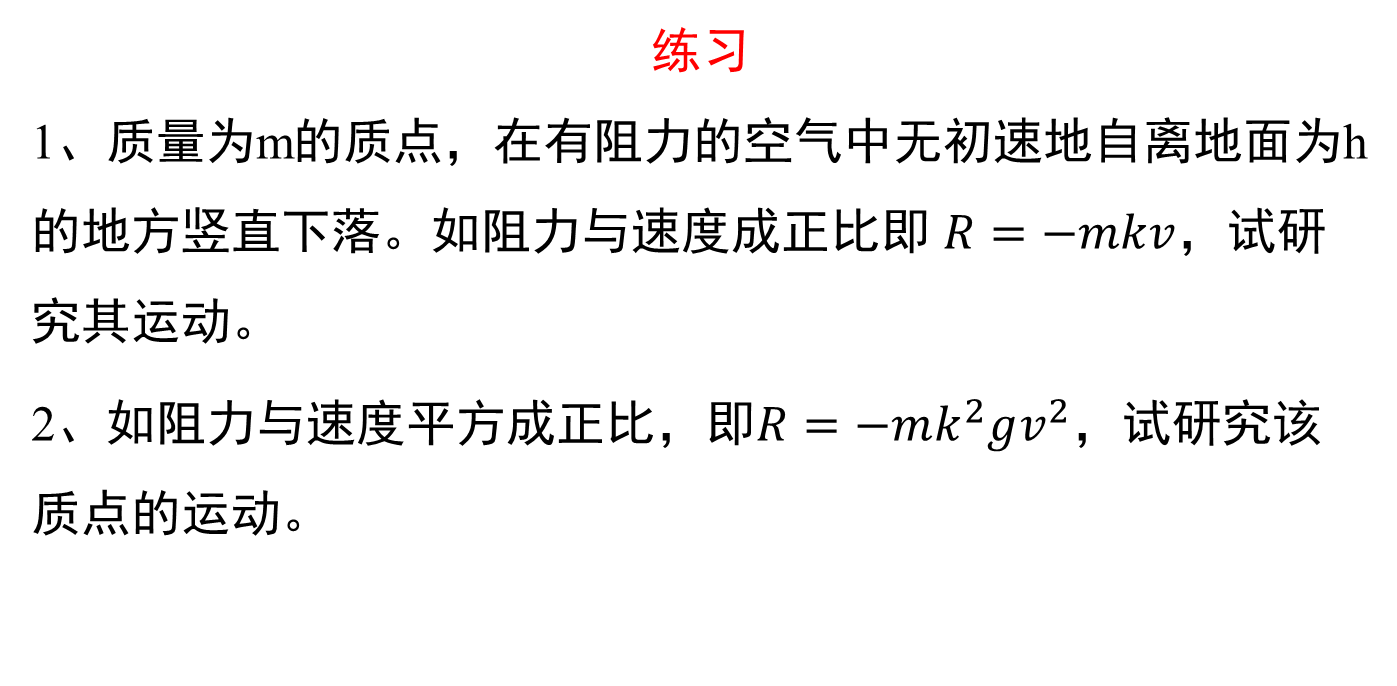 练习
1、质量为m的质点，在有阻力的空气中无初速地自离地面为h
的地方竖直下落。如阻力与速度成正比即 R = −mkv，试研
究其运动。
2、如阻力与速度平方成正比，即R = −mk²gv²，试研究该
质点的运动。